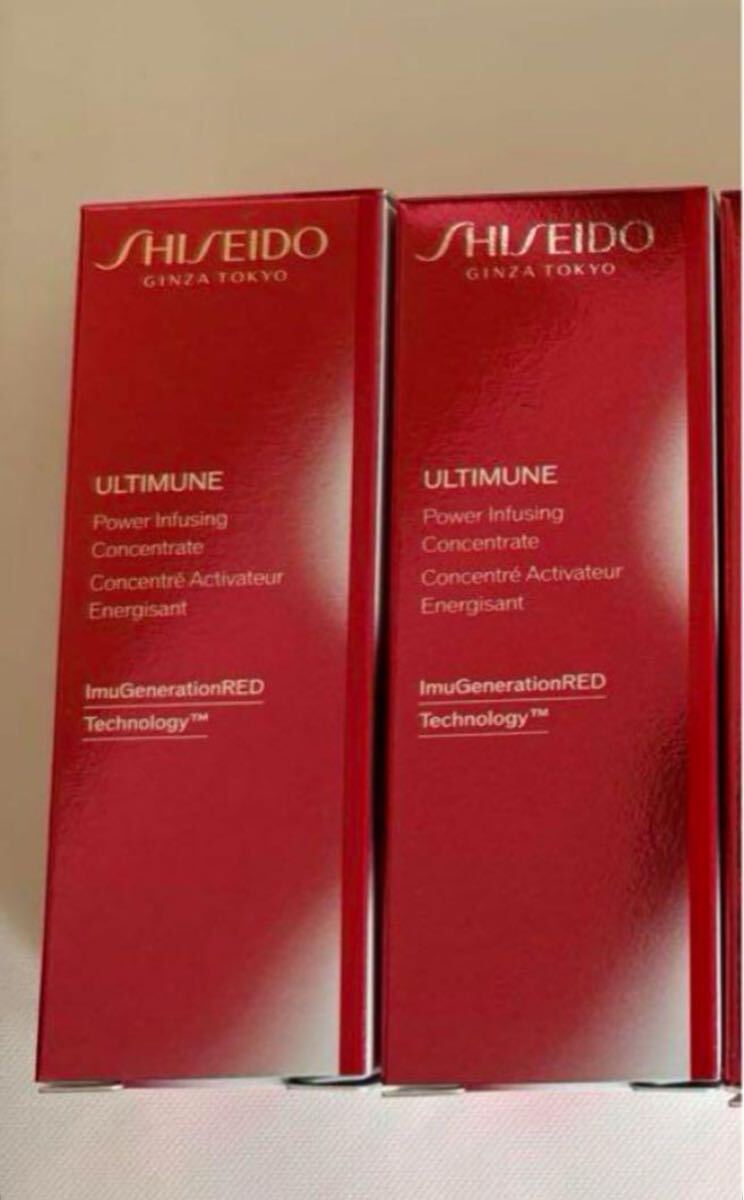 SHISEIDO
GINZA TOKYO
ULTIMUNE
Power Infusing
Concentrate
Concentré Activateur
Energisant
ImuGenerationRED
Technology™
SHISEIDO
GINZA TOKYO
ULTIMUNE
Power Infusing
Concentrate
Concentré Activateur
Energisant
ImuGenerationRED
Technology™